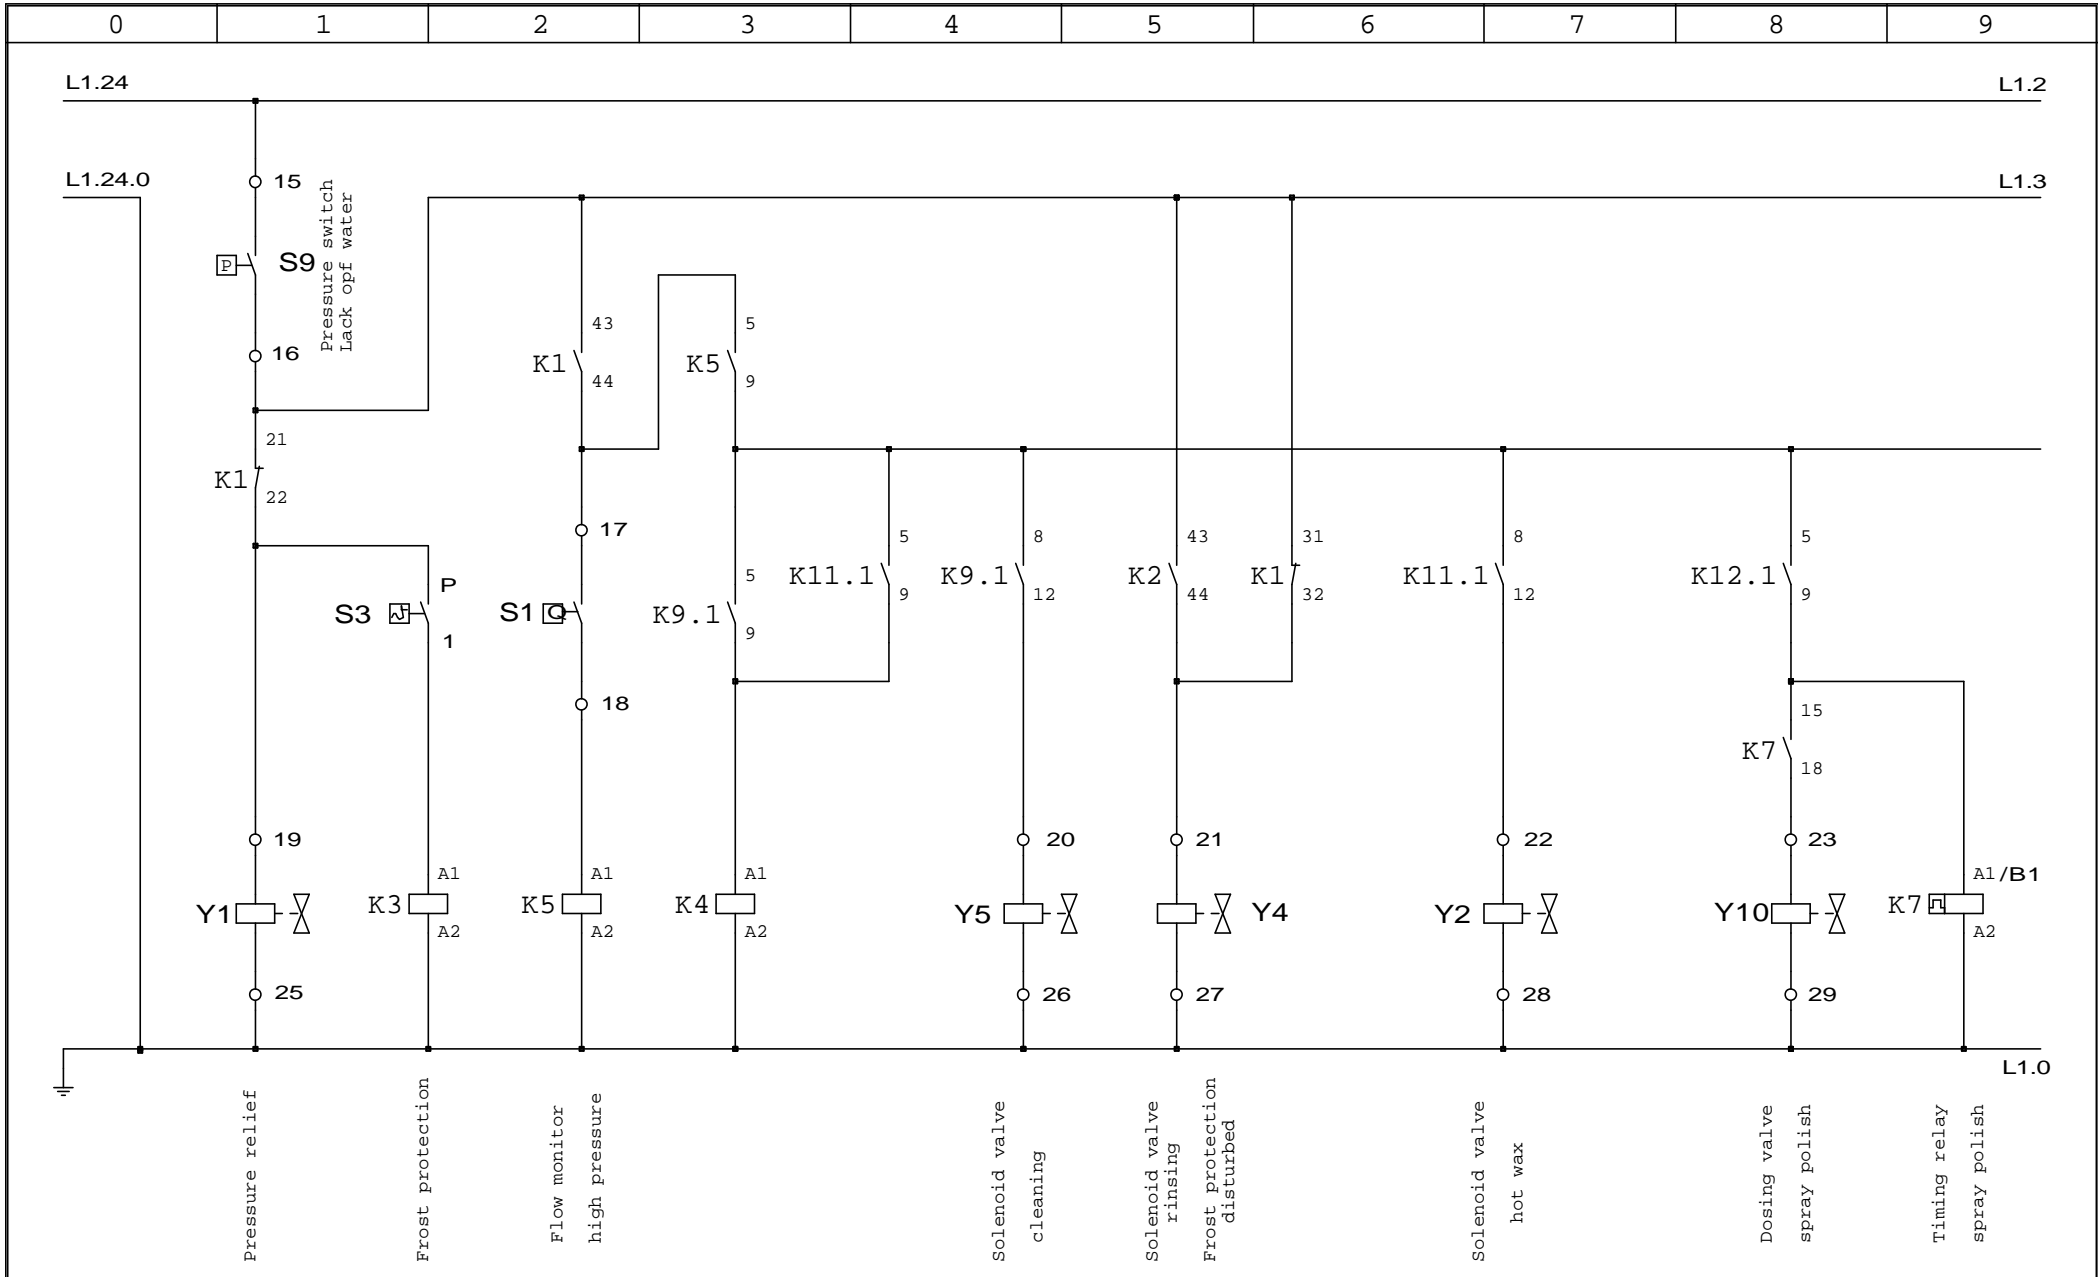 0 1 2 3 4 5 6 7 8 9
L1.24 L1.2
L1.24.0 15 L1.3
Pressure switch
Lack opf water
P S9
43 5
16 K1 K5
44 9
21
K1
22
17
5 8 43 31 8 5
P 5 K11.1 K9.1 K2 K1 K11.1 K12.1
9 12 44 32 12 9
S3 S1 Q K9.1
1 9
18
15
K7
18
19 20 21 22 23
A1 A1 A1 A1/B1
Y1 K3 K5 K4 Y5 Y4 Y2 Y10 K7
A2 A2 A2 A2
25 26 27 28 29
L1.0
Pressure relief
Frost protection
Flow monitor
high pressure
Solenoid valve
cleaning
Solenoid valve
rinsing
Frost protection
disturbed
Solenoid valve
hot wax
Dosing valve
spray polish
Timing relay
spray polish